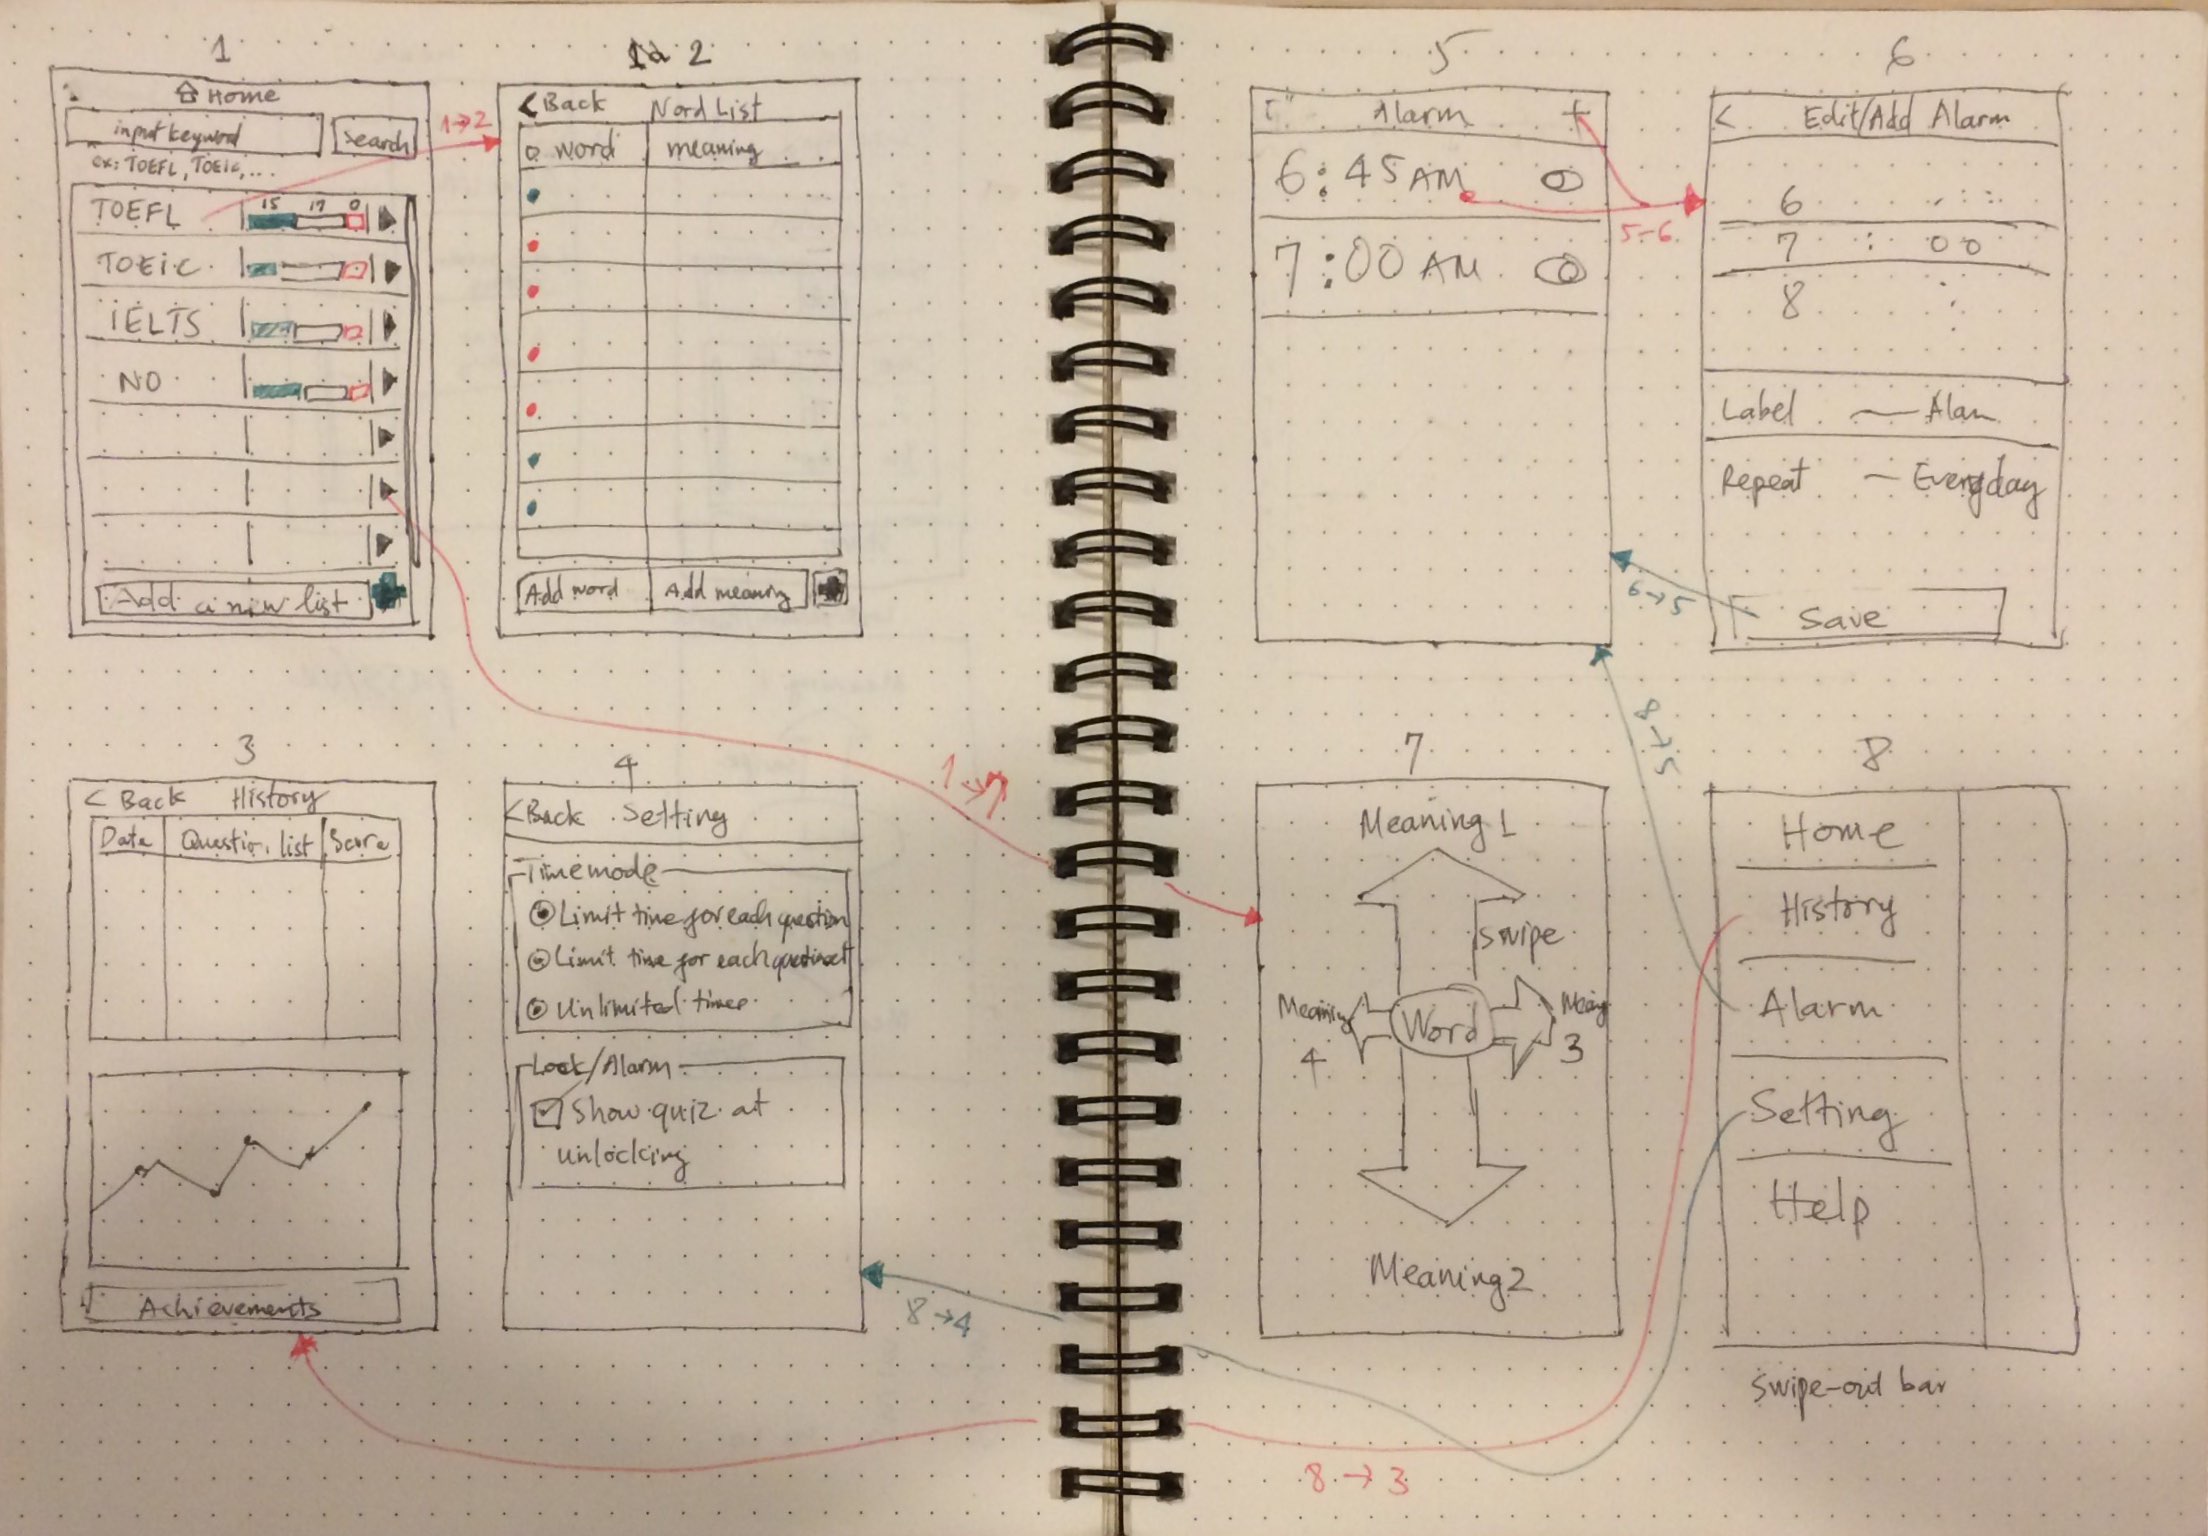 1
Home
input keyword
Search
ex: TOEFL, TOEIC, ...
TOEFL 15 17 0
TOEIC
IELTS
NO
Add a new list
1→2
2
< Back Word List
word meaning
Add word Add meaning
3
< Back History
Date Question list Score
Achievements
4
< Back Setting
Time mode
Limit time for each question
Limit time for each
Unlimited times
Lock/Alarm
Show quiz at
unlocking
1→7
8→4
5
Alarm +
6:45 AM
7:00 AM
5-6
6
< Edit/Add Alarm
6
7 : 00
8
Label — Alam
Repeat — Everyday
Save
6→5
8→5
7
Meaning 1
swipe
Meaning
4
Word
Meaing
3
Meaning 2
8
Home
History
Alarm
Setting
Help
swipe-out bar
8→3